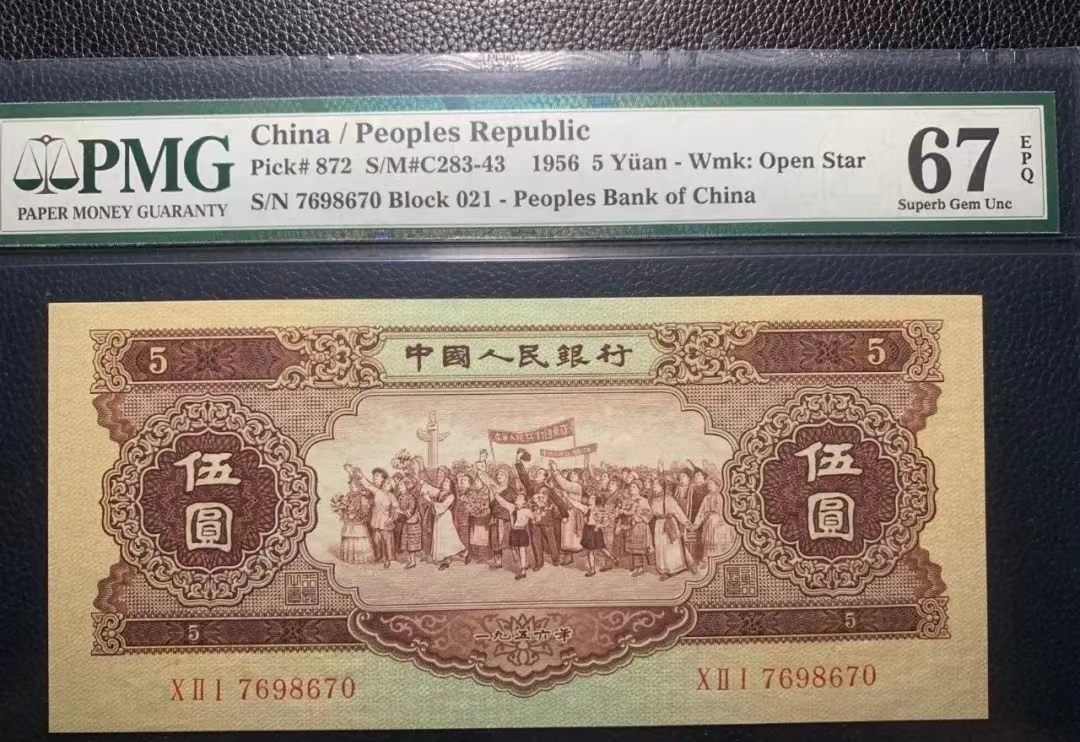 PMG
PAPER MONEY GUARANTY
China / Peoples Republic
Pick# 872 S/M#C283-43 1956 5 Yüan - Wmk: Open Star
S/N 7698670 Block 021 - Peoples Bank of China
67
EPQ
Superb Gem Unc
5
中國人民銀行
5
伍圓
伍圓
5
一九五六年
5
X II I 7698670
X II I 7698670